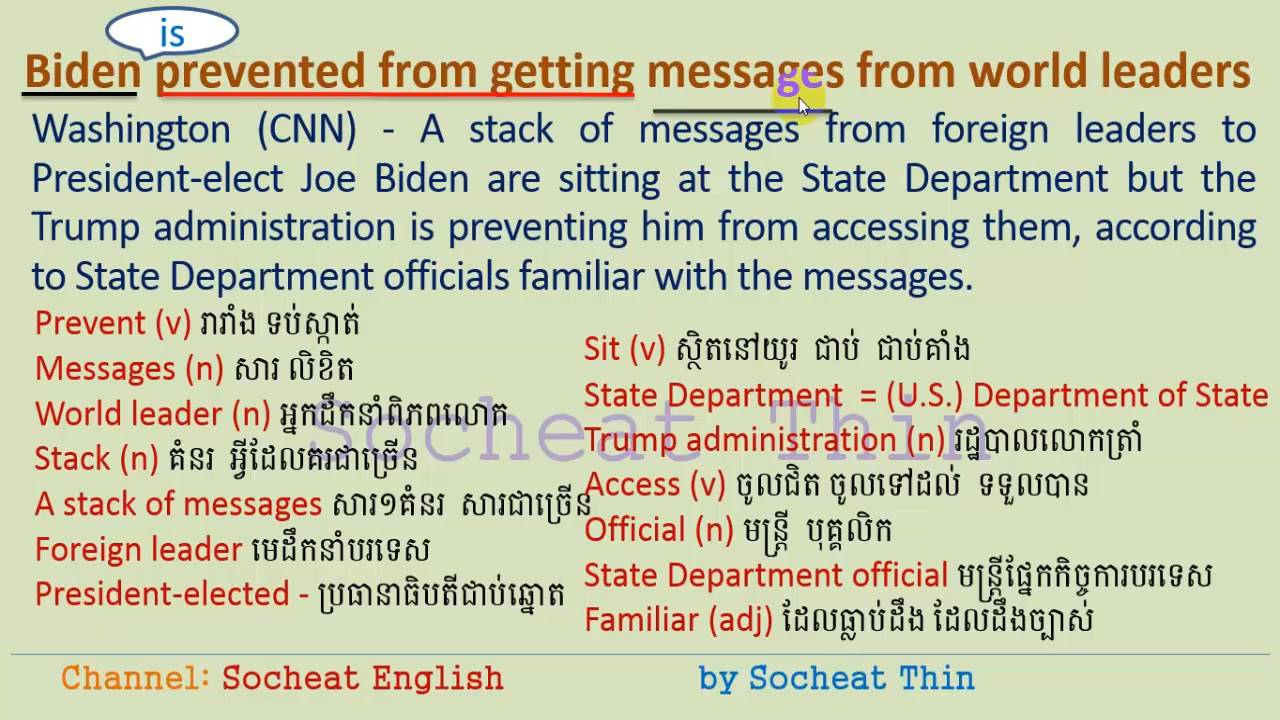 is
Biden prevented from getting messages from world leaders
Washington (CNN) - A stack of messages from foreign leaders to
President-elect Joe Biden are sitting at the State Department but the
Trump administration is preventing him from accessing them, according
to State Department officials familiar with the messages.
Prevent (v) រារាំង ទប់ស្កាត់
Messages (n) សារ លិខិត
World leader (n) អ្នកដឹកនាំពិភពលោក
Stack (n) គំនរ អ្វីដែលគរជាច្រើន
A stack of messages សារ១គំនរ សារជាច្រើន
Foreign leader មេដឹកនាំបរទេស
President-elected - ប្រធានាធិបតីជាប់ឆ្នោត
Sit (v) ស្ថិតនៅយូរ ជាប់ ជាប់គាំង
State Department = (U.S.) Department of State
Trump administration (n) រដ្ឋបាលលោកត្រាំ
Access (v) ចូលជិត ចូលទៅដល់ ទទួលបាន
Official (n) មន្ត្រី បុគ្គលិក
State Department official មន្ត្រីផ្នែកកិច្ចការបរទេស
Familiar (adj) ដែលធ្លាប់ដឹង ដែលដឹងច្បាស់
Socheat Thin
Channel: Socheat English
by Socheat Thin